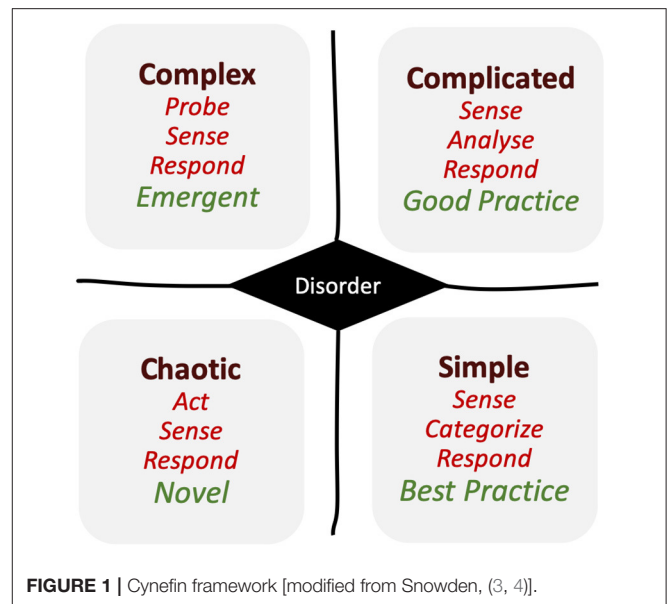 Complex
Probe
Sense
Respond
Emergent
Complicated
Sense
Analyse
Respond
Good Practice
Disorder
Chaotic
Act
Sense
Respond
Novel
Simple
Sense
Categorize
Respond
Best Practice
FIGURE 1 | Cynefin framework [modified from Snowden, (3, 4)].